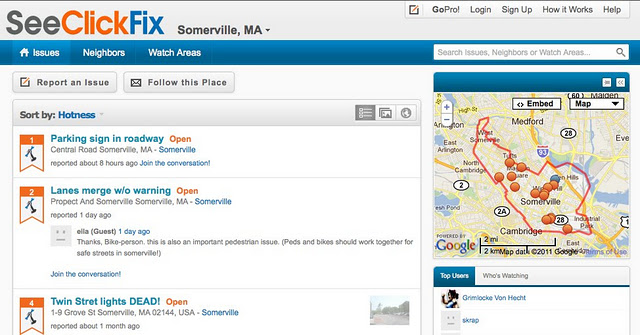 GoPro! Login Sign Up How it Works Help
SeeClickFix Somerville, MA
Issues Neighbors Watch Areas Search Issues, Neighbors or Watch Areas...
Report an Issue Follow this Place
Sort by: Hotness
1 Parking sign in roadway Open
Central Road Somerville, MA - Somerville
reported about 8 hours ago Join the conversation!
2 Lanes merge w/o warning Open
Propect And Somerville Somerville, MA - Somerville
reported 1 day ago
ella (Guest) 1 day ago
Thanks, Bike-person. this is also an important pedestrian issue. (Peds and bikes should work together for
safe streets in somerville!)
Join the conversation!
4 Twin Stret lights DEAD! Open
1-9 Grove St Somerville, MA 02144, USA - Somerville
reported about 1 month ago
Embed Map
Malden
60
Medford
Arlington
West Somerville
28
93
East Arlington
North Cambridge
Tufts
2
Somerville
2A
28
Cambridge
Industrial Park
East Cambridge
POWERED BY
Google
2 mi
2 km Map data ©2011 Google - Terms of Use
Top Users Who's Watching
Grimlocke Von Hecht
skrap